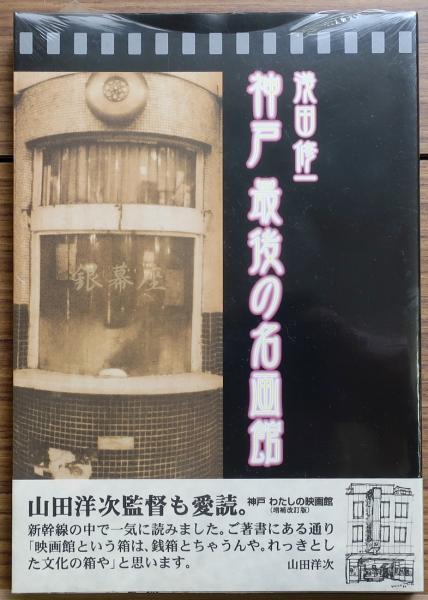 浅田修一
神戸 最後の名画館
銀幕座
山田洋次監督も愛読。
神戸 わたしの映画館
(増補改訂版)
新幹線の中で一気に読みました。ご著書にある通り
「映画館という箱は、銭箱とちゃうんや。れっきとし
た文化の箱や」と思います。
山田洋次